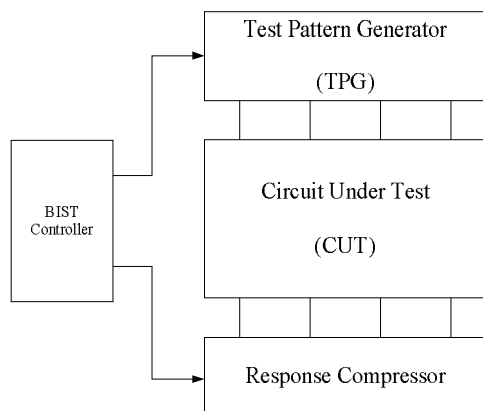 Test Pattern Generator
(TPG)
Circuit Under Test
(CUT)
BIST
Controller
Response Compressor